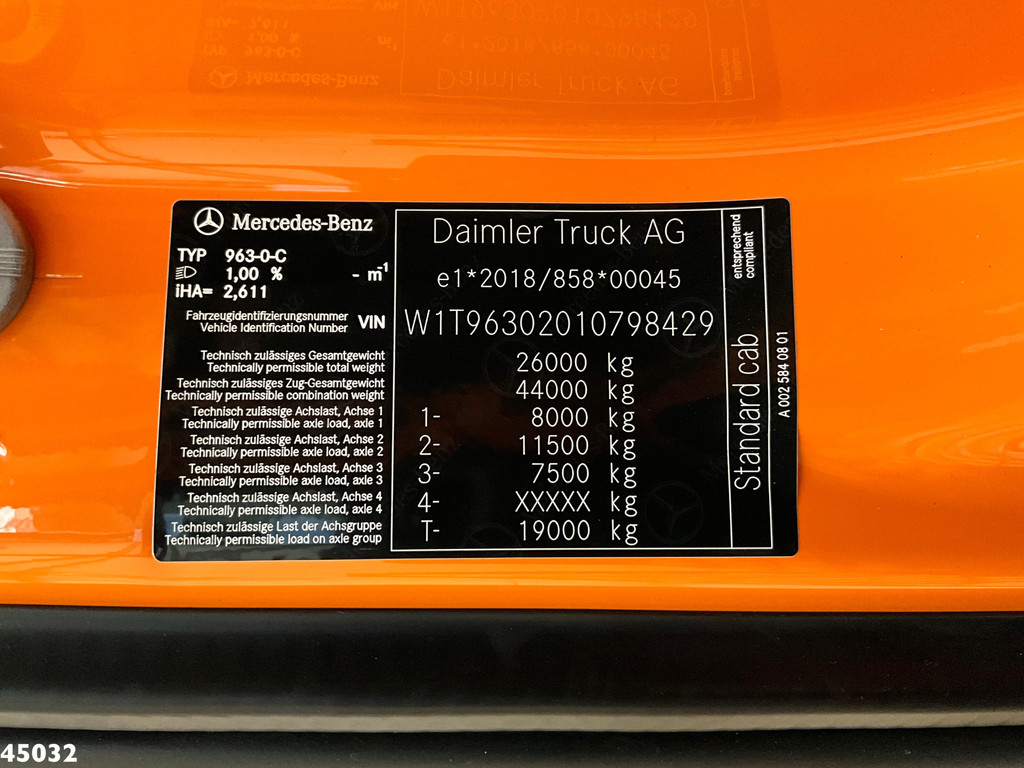 Mercedes-Benz
TYP 963-0-C
1,00 % - m-1
iHA= 2,611
Fahrzeugidentifizierungsnummer
Vehicle Identification Number VIN
Technisch zulässiges Gesamtgewicht
Technically permissible total weight
Technisch zulässiges Zug-Gesamtgewicht
Technically permissible combination weight
Technisch zulässige Achslast, Achse 1
Technically permissible axle load, axle 1
Technisch zulässige Achslast, Achse 2
Technically permissible axle load, axle 2
Technisch zulässige Achslast, Achse 3
Technically permissible axle load, axle 3
Technisch zulässige Achslast, Achse 4
Technically permissible axle load, axle 4
Technisch zulässige Last der Achsgruppe
Technically permissible load on axle group
Daimler Truck AG
e1*2018/858*00045
W1T96302010798429
26000 kg
44000 kg
1- 8000 kg
2- 11500 kg
3- 7500 kg
4- XXXXX kg
T- 19000 kg
entsprechend
compliant
Standard cab
A 002 584 08 01
45032